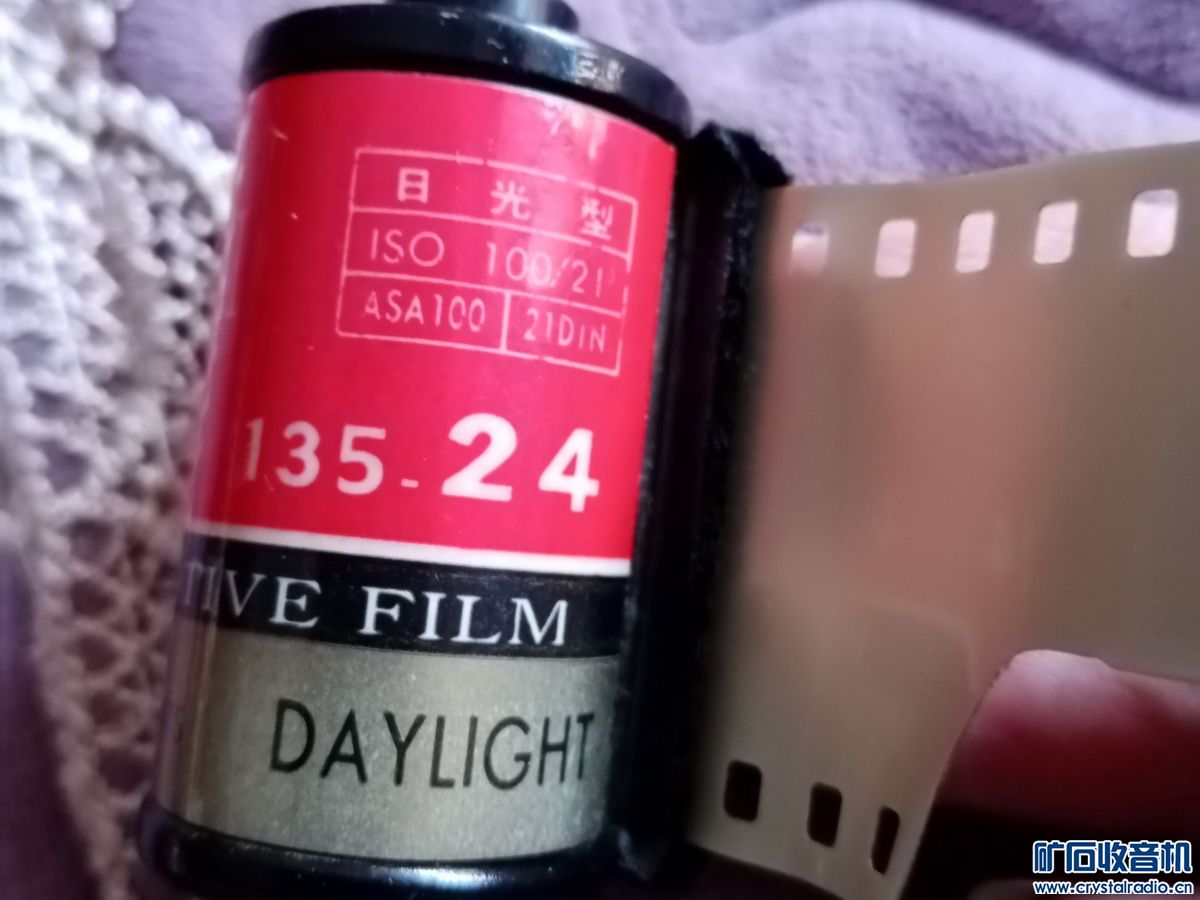 日光型
ISO 100/21°
ASA100 21DIN
135-24
TIVE FILM
DAYLIGHT
矿石收音机
www.crystalradio.cn